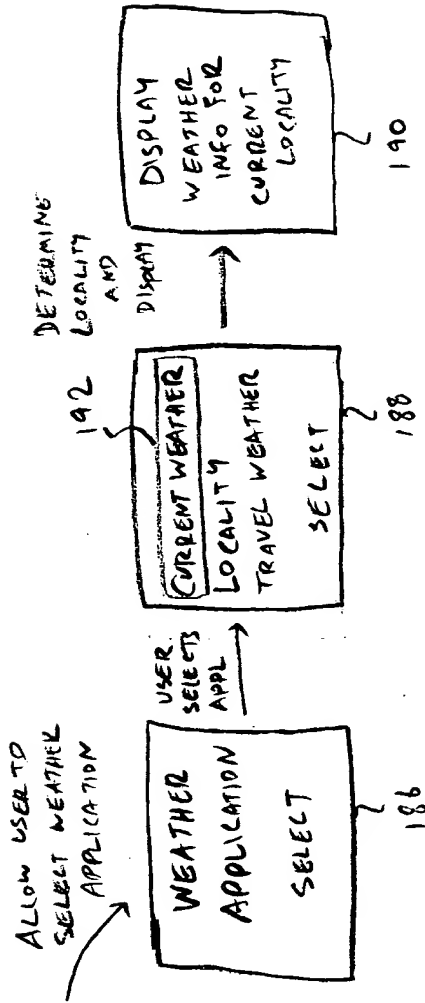 ALLOW USER TO
SELECT WEATHER
APPLICATION
WEATHER
APPLICATION
SELECT
186
USER
SELECTS
APPL
192
CURRENT WEATHER
LOCALITY
TRAVEL WEATHER
SELECT
188
DETERMINE
LOCALITY
AND
DISPLAY
DISPLAY
WEATHER
INFO FOR
CURRENT
LOCALITY
190